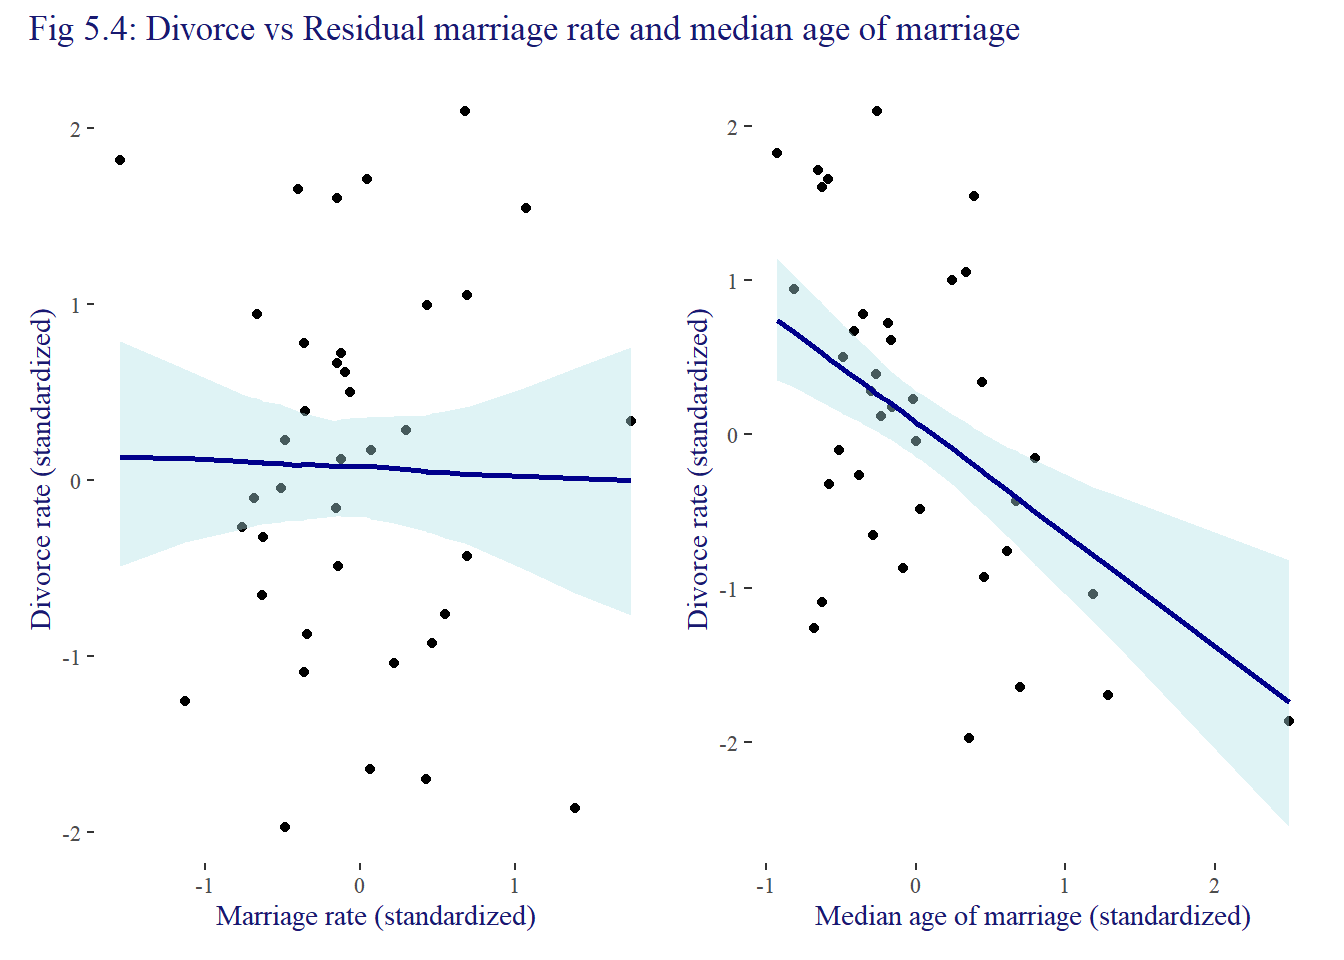 Fig 5.4: Divorce vs Residual marriage rate and median age of marriage
Divorce rate (standardized)
2
1
0
-1
-2
-1 0 1
Marriage rate (standardized)
Divorce rate (standardized)
2
1
0
-1
-2
-1 0 1 2
Median age of marriage (standardized)